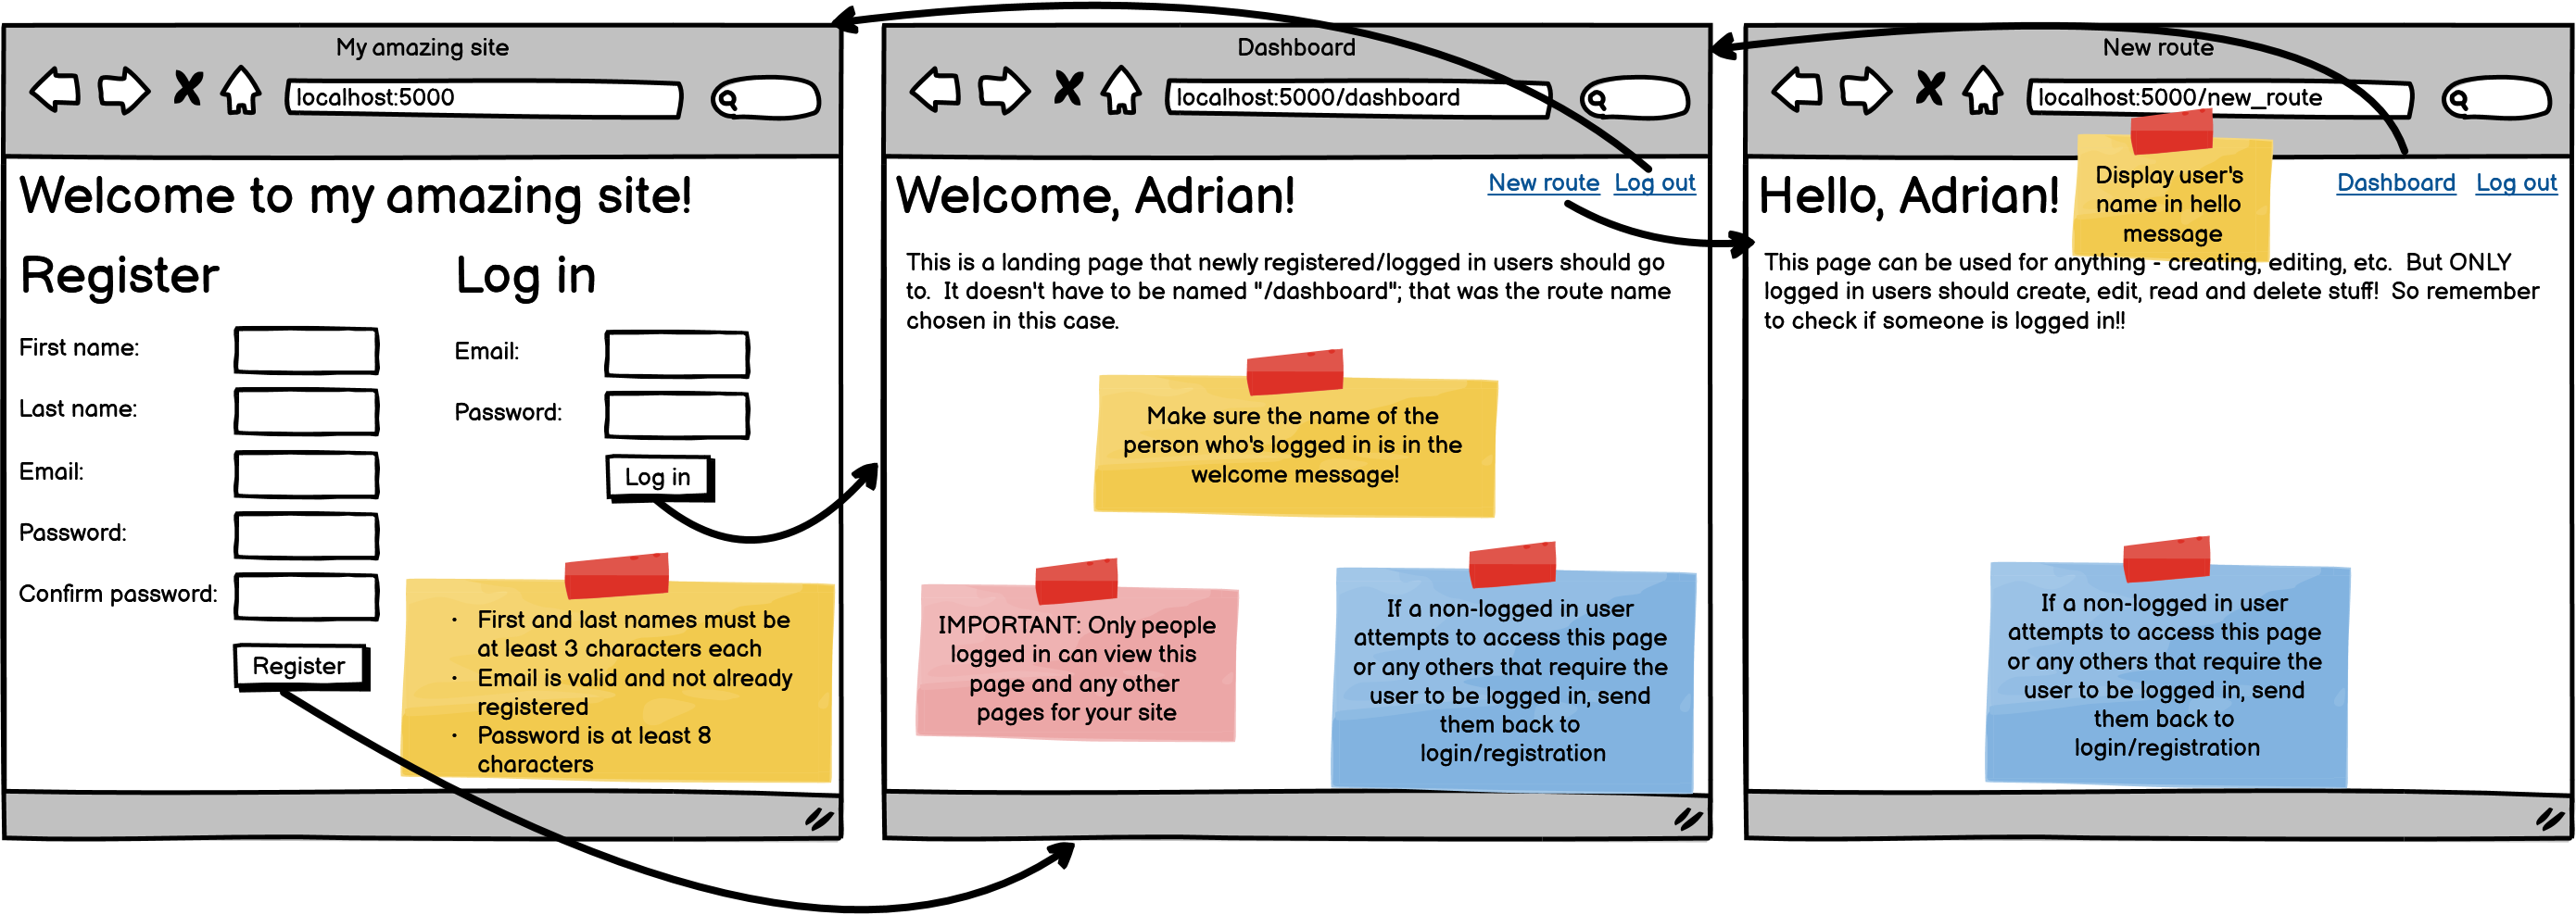 My amazing site
localhost:5000
Welcome to my amazing site!
Register
Log in
First name:
Last name:
Email:
Password:
Confirm password:
Register
Email:
Password:
Log in
• First and last names must be
at least 3 characters each
• Email is valid and not already
registered
• Password is at least 8
characters
Dashboard
localhost:5000/dashboard
Welcome, Adrian!
New route Log out
This is a landing page that newly registered/logged in users should go
to. It doesn't have to be named "/dashboard"; that was the route name
chosen in this case.
Make sure the name of the
person who's logged in is in the
welcome message!
IMPORTANT: Only people
logged in can view this
page and any other
pages for your site
If a non-logged in user
attempts to access this page
or any others that require the
user to be logged in, send
them back to
login/registration
New route
localhost:5000/new_route
Hello, Adrian!
Display user's
name in hello
message
Dashboard Log out
This page can be used for anything - creating, editing, etc. But ONLY
logged in users should create, edit, read and delete stuff! So remember
to check if someone is logged in!!
If a non-logged in user
attempts to access this page
or any others that require the
user to be logged in, send
them back to
login/registration